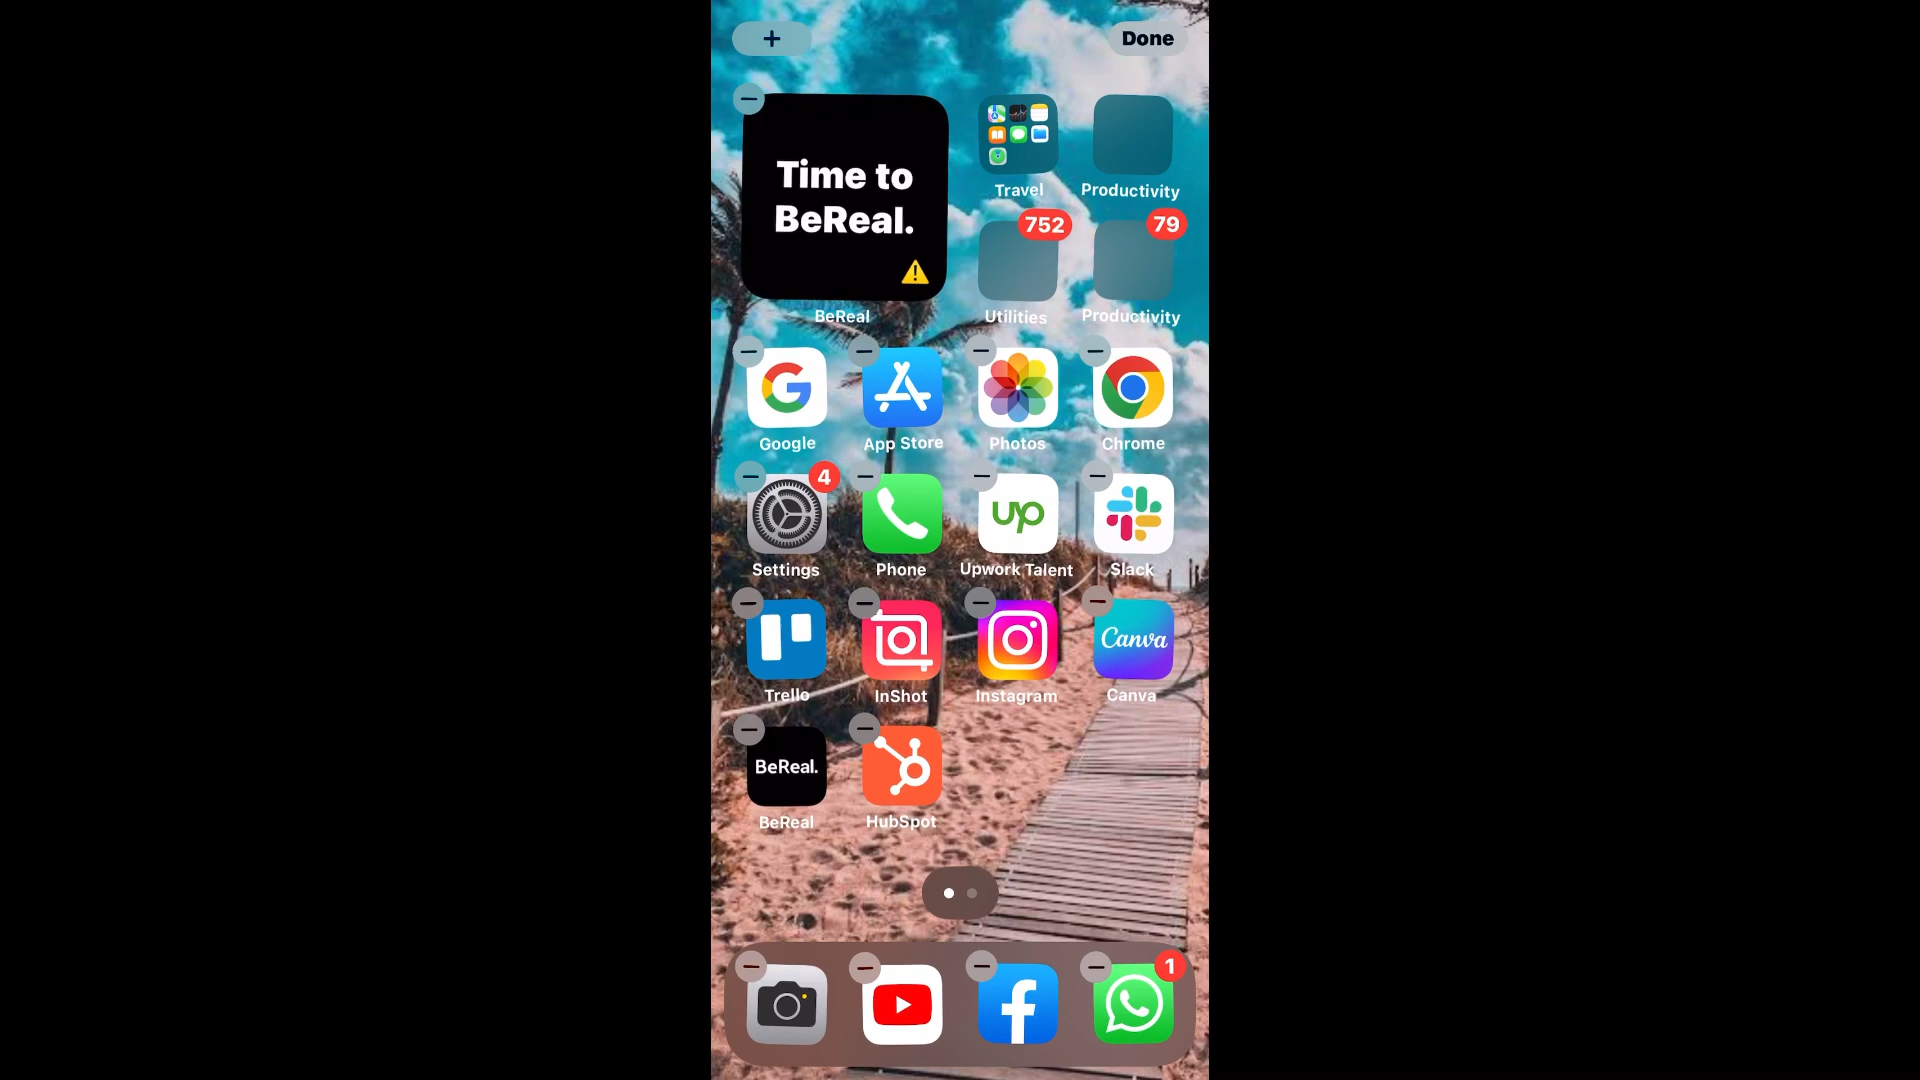 +
Done
Time to
BeReal.
BeReal
Travel
Productivity
752
79
Utilities
Productivity
Google
App Store
Photos
Chrome
4
Settings
Phone
up
Upwork Talent
Slack
Canva
Trello
InShot
Instagram
Canva
BeReal.
BeReal
HubSpot
1